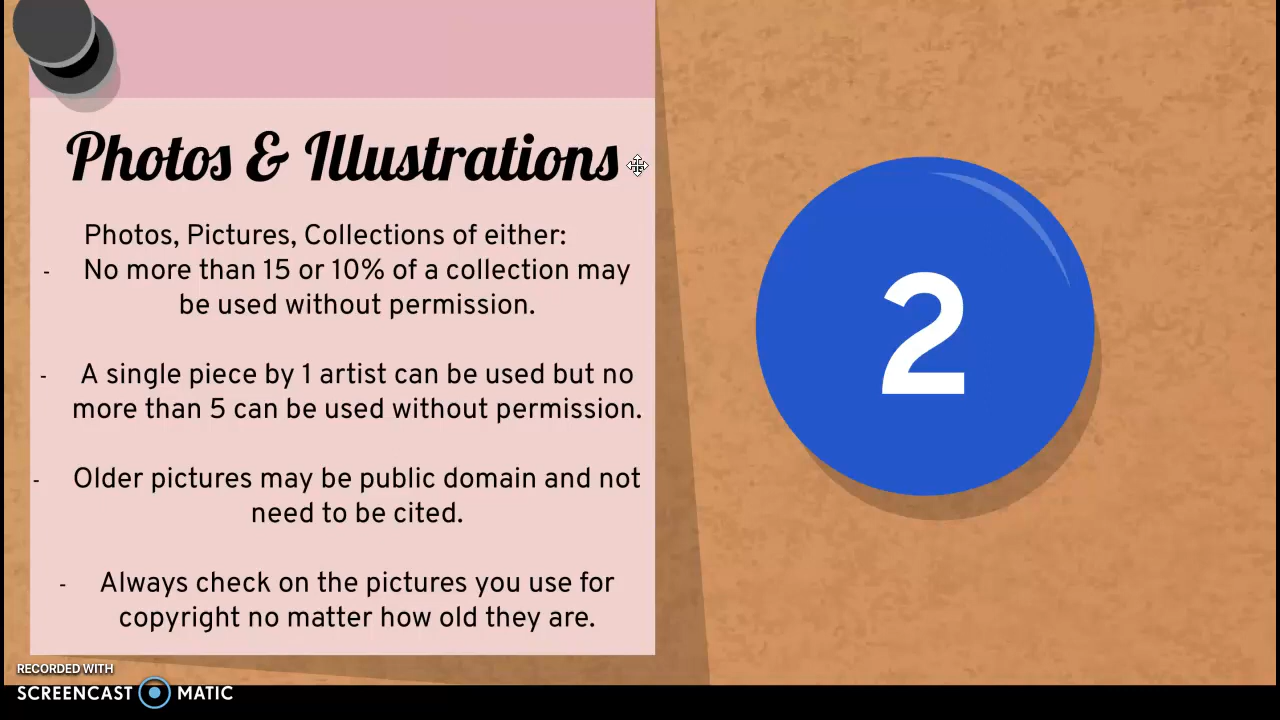 Photos & Illustrations
Photos, Pictures, Collections of either:
- No more than 15 or 10% of a collection may
be used without permission.
- A single piece by 1 artist can be used but no
more than 5 can be used without permission.
- Older pictures may be public domain and not
need to be cited.
- Always check on the pictures you use for
copyright no matter how old they are.
2
RECORDED WITH
SCREENCAST MATIC